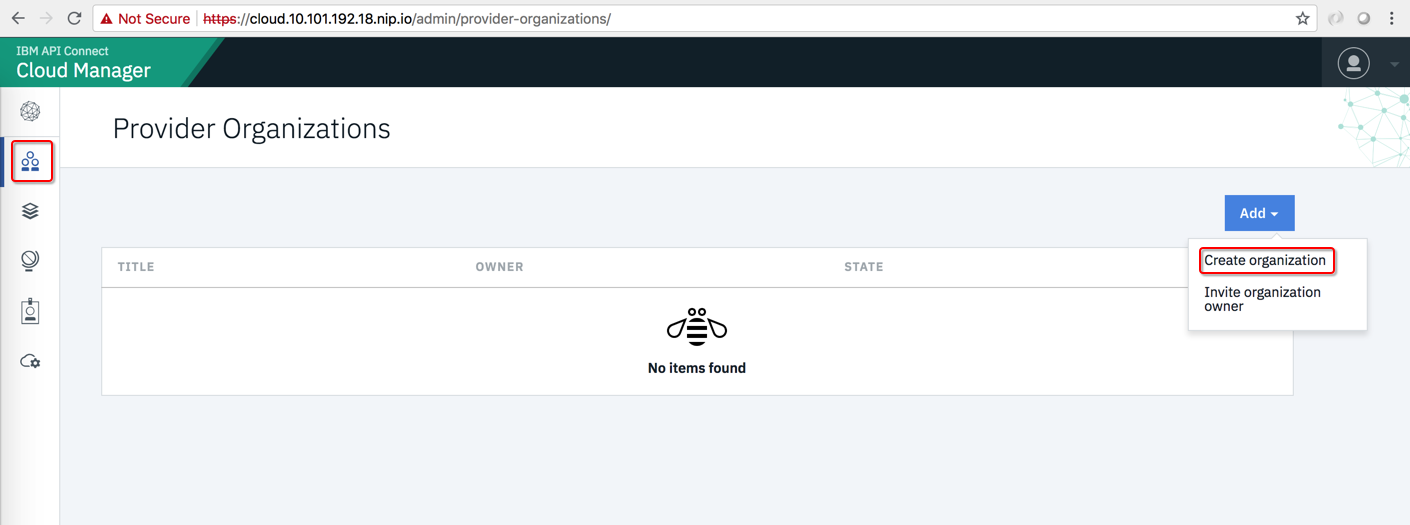 Not Secure https://cloud.10.101.192.18.nip.io/admin/provider-organizations/
IBM API Connect
Cloud Manager
Provider Organizations
Add
TITLE OWNER STATE
Create organization
Invite organization
owner
No items found